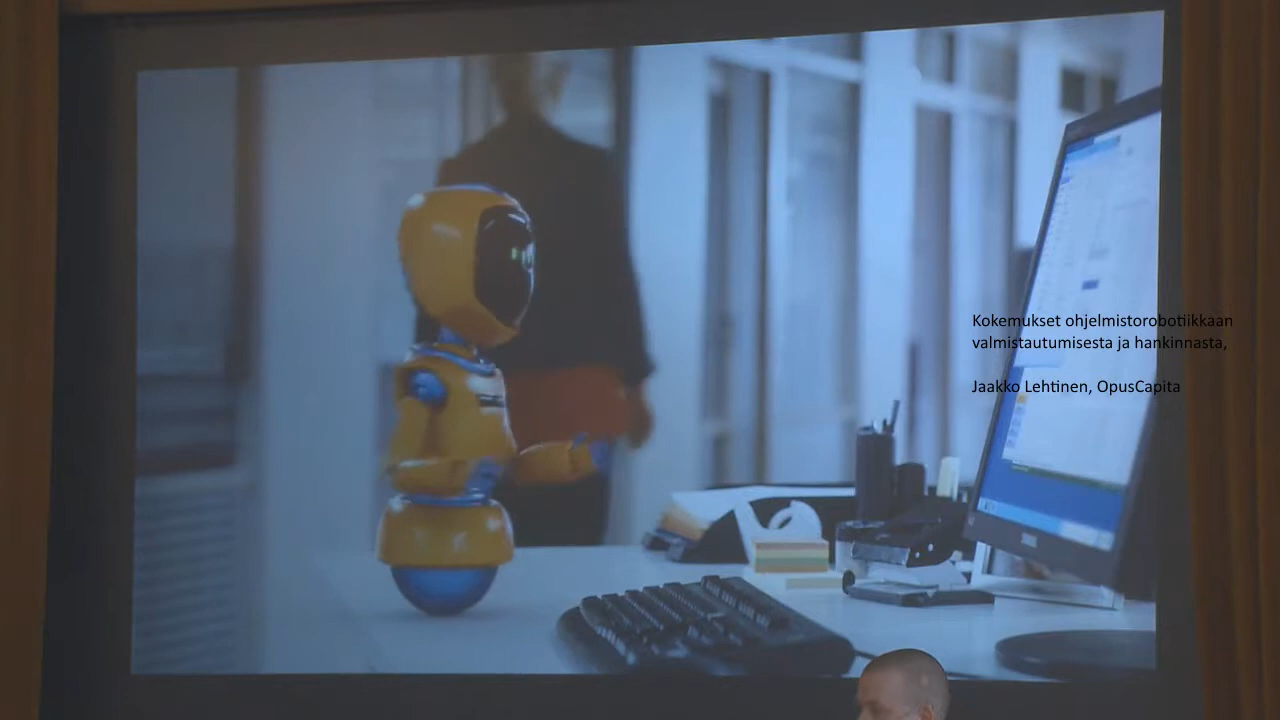 Kokemukset ohjelmistorobotiikkaan
valmistautumisesta ja hankinnasta,
Jaakko Lehtinen, OpusCapita